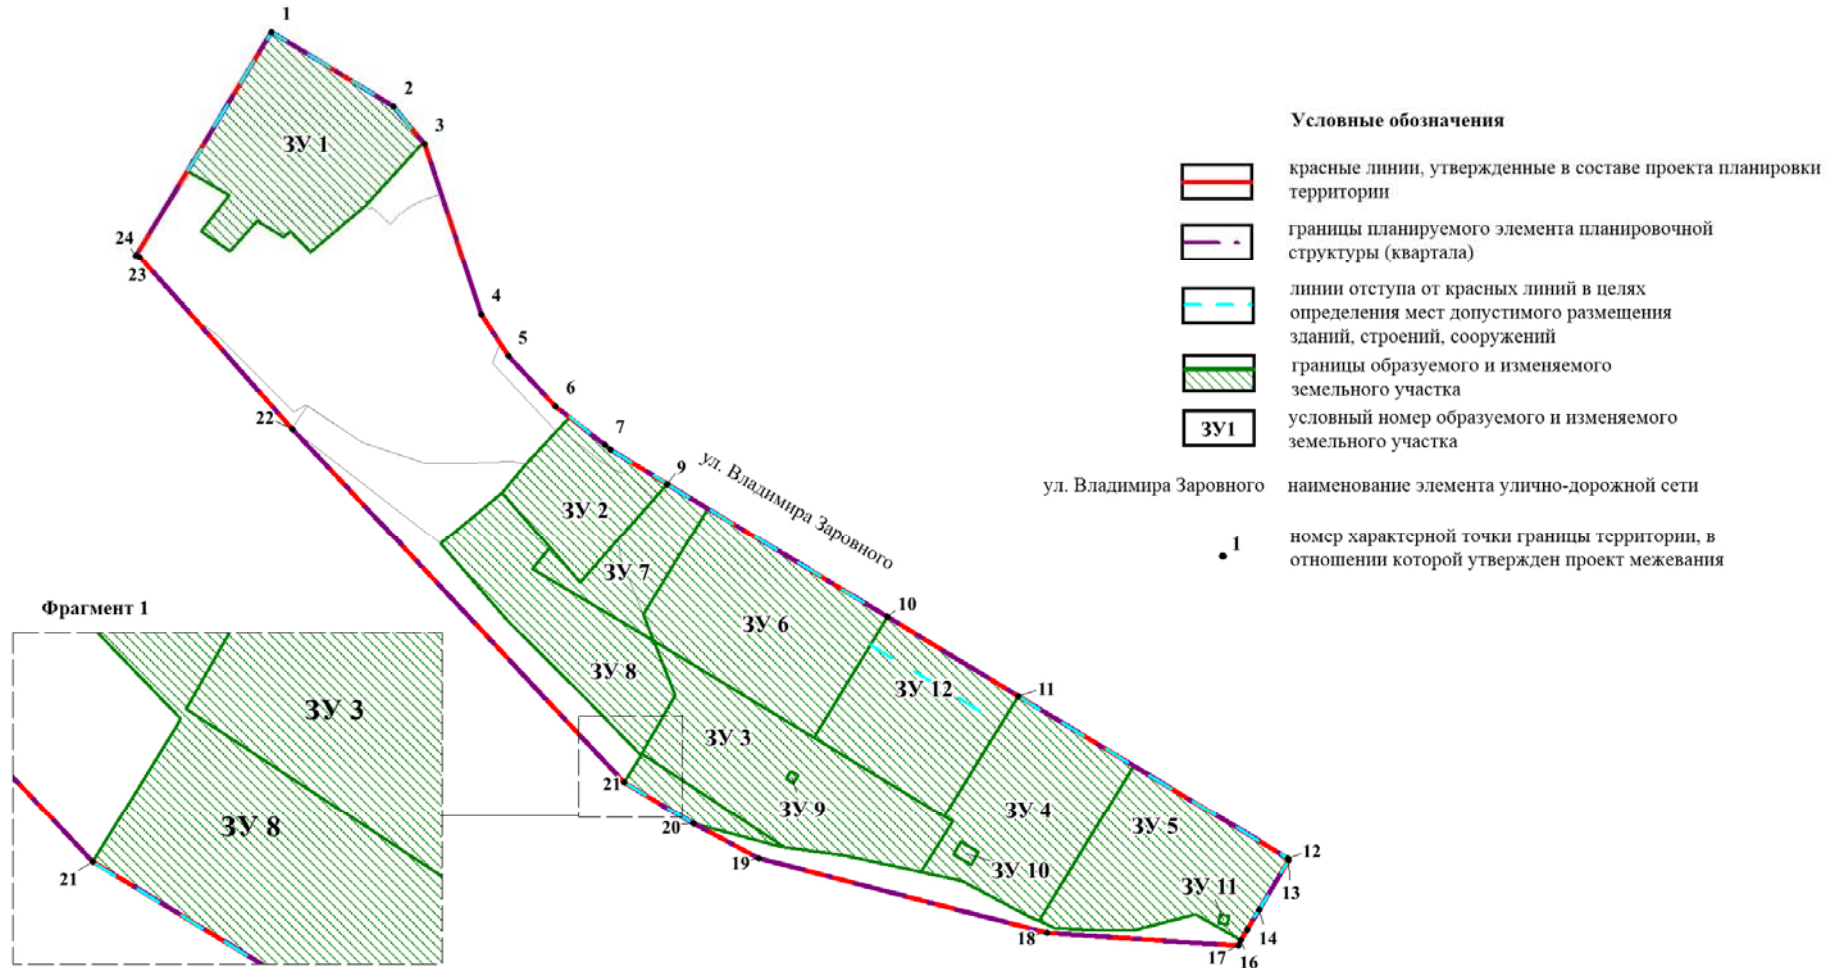 1
2
3
ЗУ 1
24
23
4
5
6
7
22
9
ул. Владимира Заровного
ЗУ 2
ЗУ 7
ЗУ 6
10
ЗУ 8
ЗУ 12
11
ЗУ 3
21
ЗУ 9
ЗУ 4
ЗУ 5
20
19
ЗУ 10
12
13
ЗУ 11
14
18
17
16
Фрагмент 1
ЗУ 3
ЗУ 8
21
Условные обозначения
красные линии, утвержденные в составе проекта планировки
территории
границы планируемого элемента планировочной
структуры (квартала)
линии отступа от красных линий в целях
определения мест допустимого размещения
зданий, строений, сооружений
границы образуемого и изменяемого
земельного участка
ЗУ1
условный номер образуемого и изменяемого
земельного участка
ул. Владимира Заровного наименование элемента улично-дорожной сети
1
номер характерной точки границы территории, в
отношении которой утвержден проект межевания